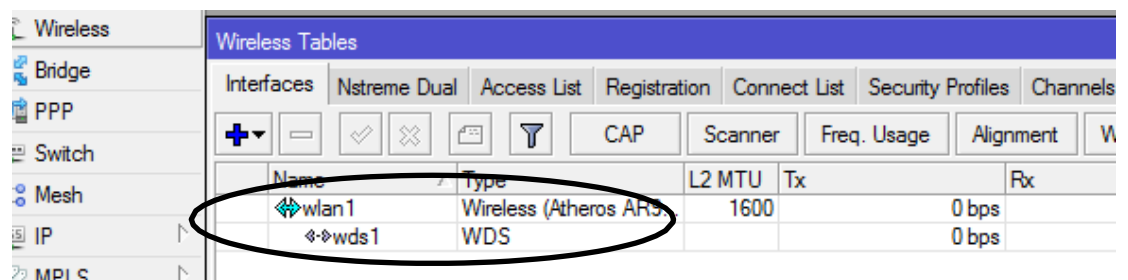 Wireless
Bridge
PPP
Switch
Mesh
IP
MPLS
Wireless Tables
Interfaces Nstreme Dual Access List Registration Connect List Security Profiles Channels
CAP Scanner Freq. Usage Alignment W
Name Type L2 MTU Tx Rx
wlan1 Wireless (Atheros AR9... 1600 0 bps
wds1 WDS 0 bps